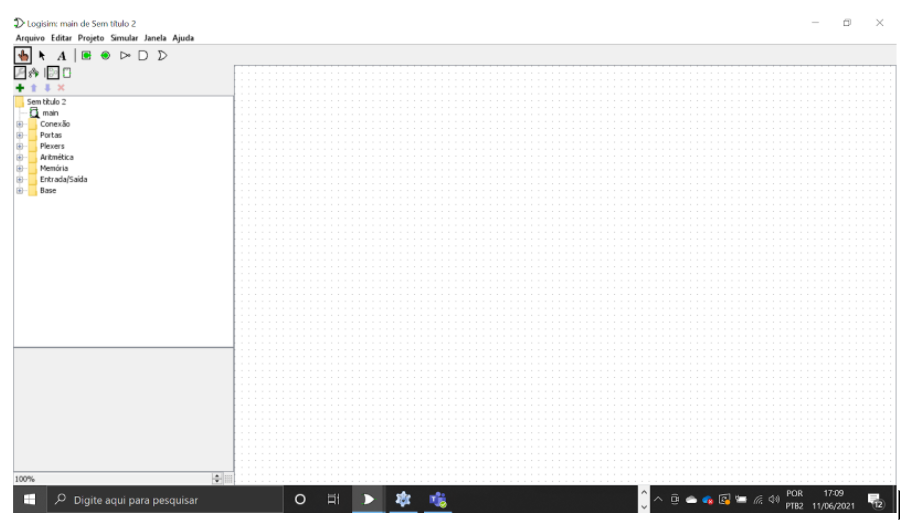 Logisim: main de Sem título 2
Arquivo Editar Projeto Simular Janela Ajuda
A
Sem título 2
main
Conexão
Portas
Plexers
Aritmética
Memória
Entrada/Saída
Base
100%
Digite aqui para pesquisar
POR 17:09
PTB2 11/06/2021
12